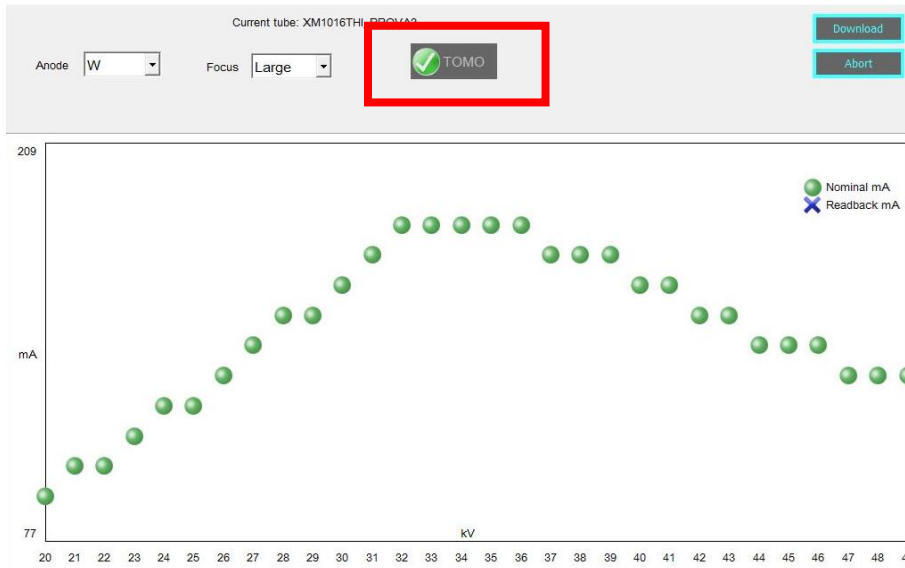 Current tube: XM1016THI_PROVA2
Download
Anode W Focus Large TOMO
Abort
209
Nominal mA
Readback mA
mA
77
kV
20 21 22 23 24 25 26 27 28 29 30 31 32 33 34 35 36 37 38 39 40 41 42 43 44 45 46 47 48